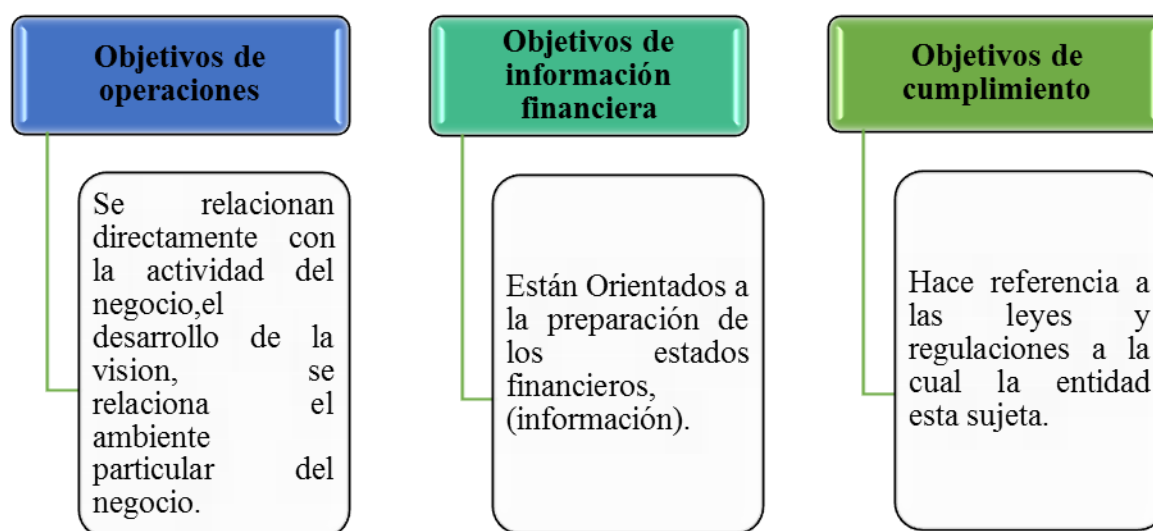 Objetivos de
operaciones
Se relacionan
directamente con
la actividad del
negocio,el
desarrollo de la
vision, se
relaciona el
ambiente
particular del
negocio.
Objetivos de
información
financiera
Están Orientados a
la preparación de
los estados
financieros,
(información).
Objetivos de
cumplimiento
Hace referencia a
las leyes y
regulaciones a la
cual la entidad
esta sujeta.